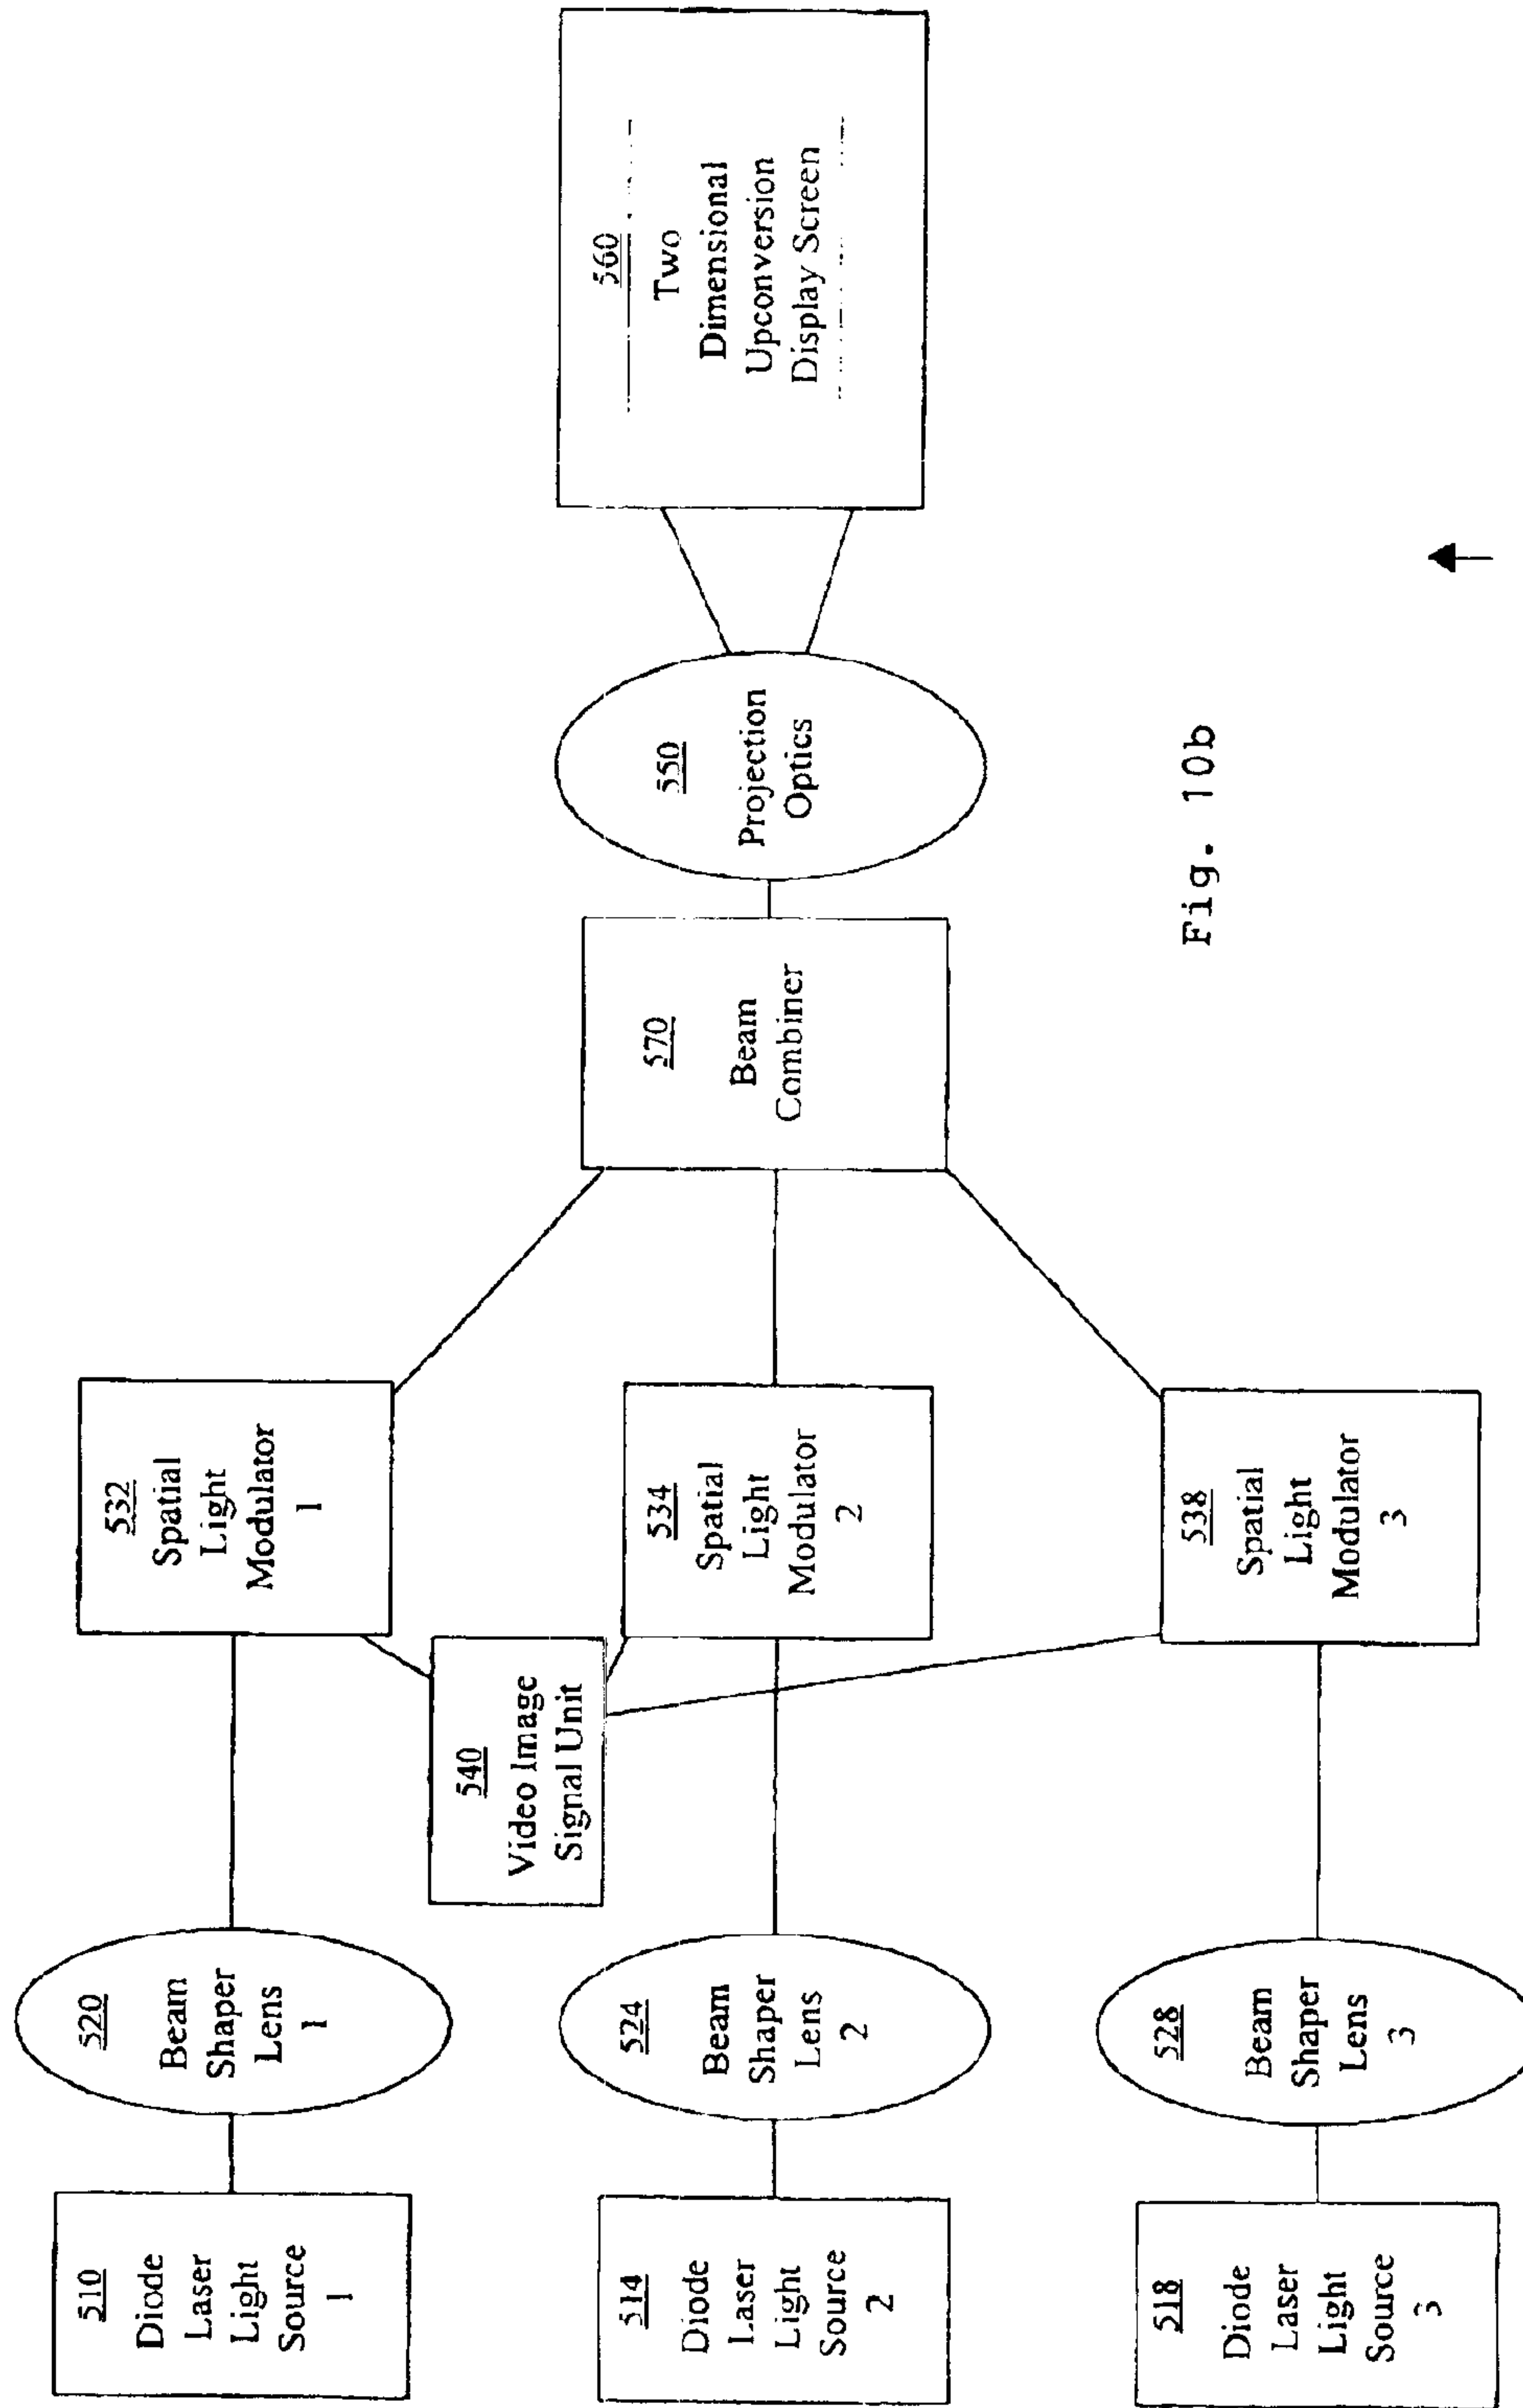 510
Diode
Laser
Light
Source
1
520
Beam
Shaper
Lens
1
532
Spatial
Light
Modulator
1
540
Video Image
Signal Unit
514
Diode
Laser
Light
Source
2
524
Beam
Shaper
Lens
2
534
Spatial
Light
Modulator
2
570
Beam
Combiner
550
Projection
Optics
560
Two
Dimensional
Upconversion
Display Screen
518
Diode
Laser
Light
Source
3
528
Beam
Shaper
Lens
3
538
Spatial
Light
Modulator
3
Fig. 10b